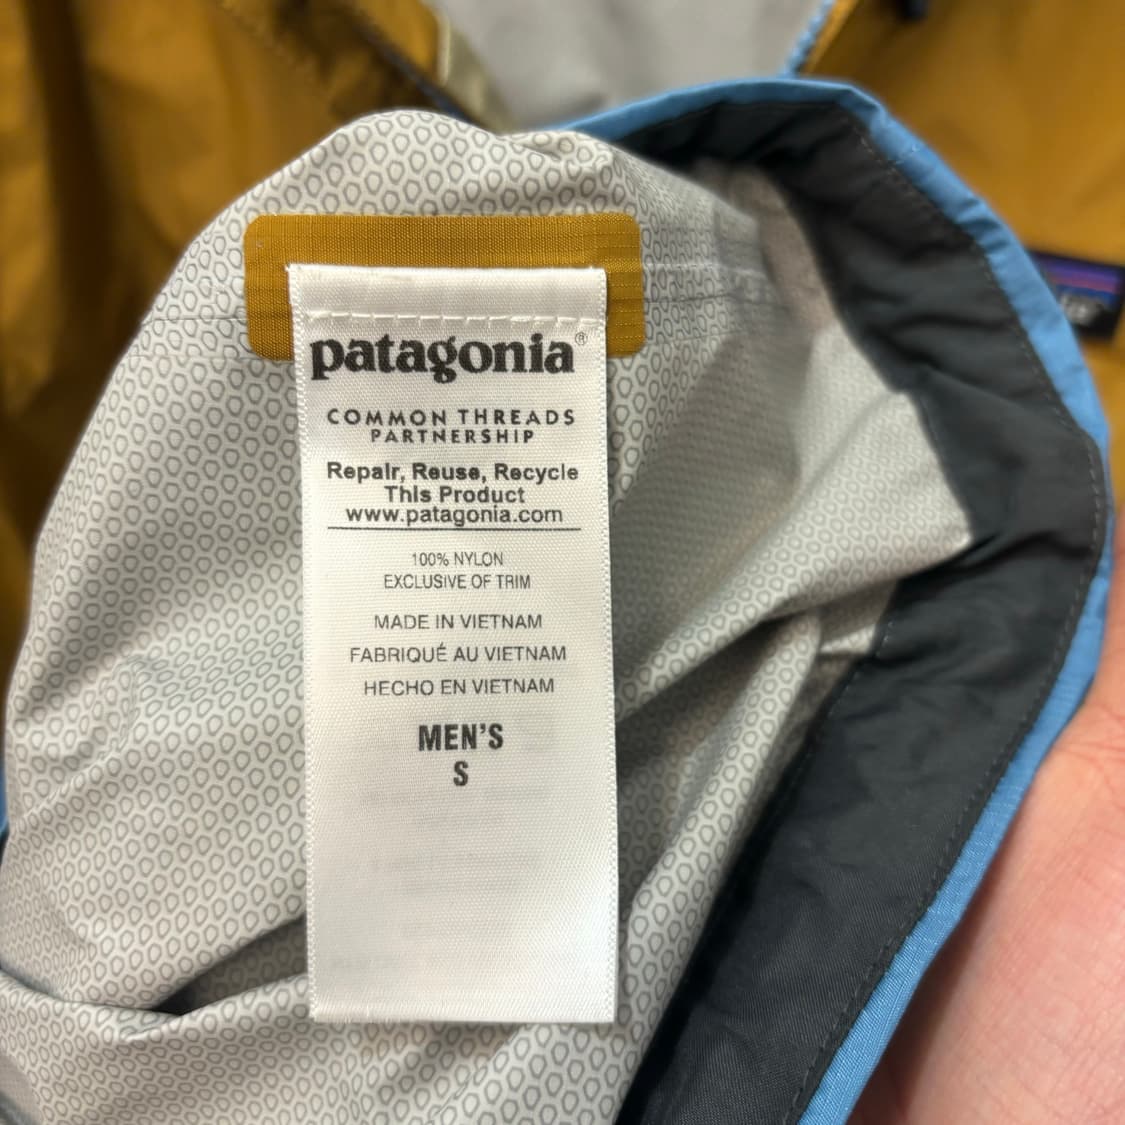 patagonia®
COMMON THREADS
PARTNERSHIP
Repair, Reuse, Recycle
This Product
www.patagonia.com
100% NYLON
EXCLUSIVE OF TRIM
MADE IN VIETNAM
FABRIQUÉ AU VIETNAM
HECHO EN VIETNAM
MEN'S
S